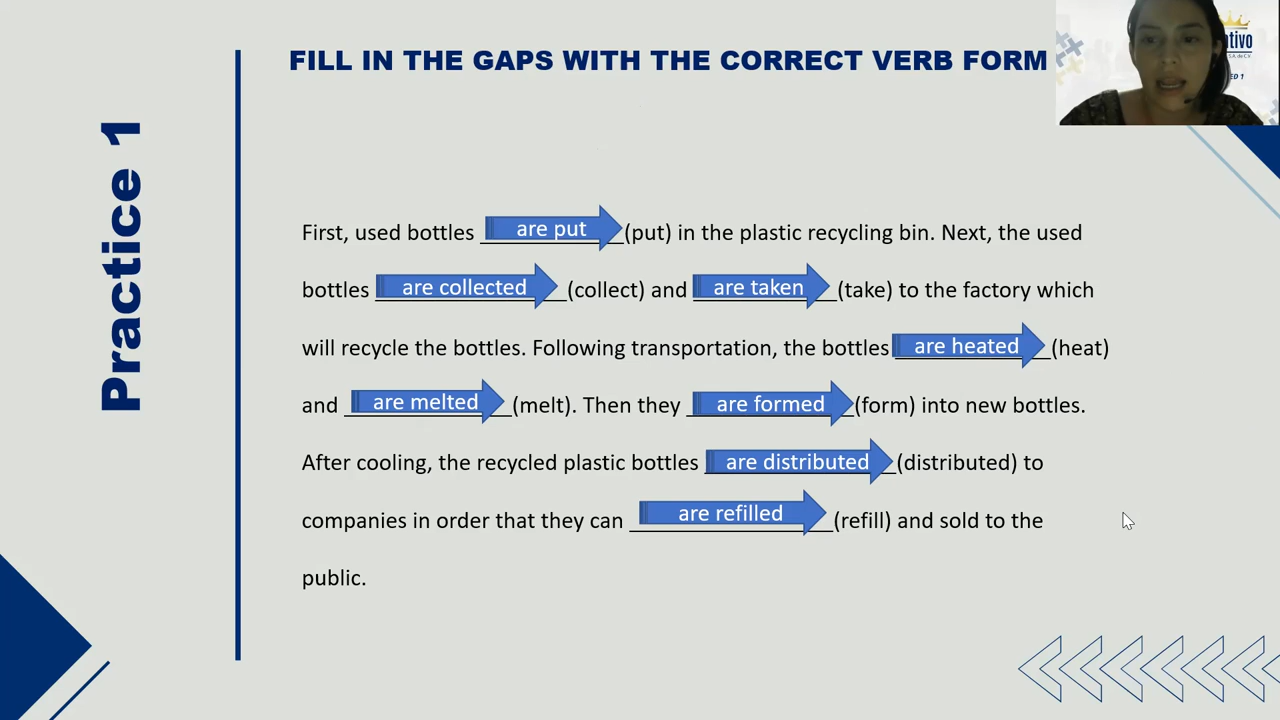 FILL IN THE GAPS WITH THE CORRECT VERB FORM
Practice 1
First, used bottles are put (put) in the plastic recycling bin. Next, the used
bottles are collected (collect) and are taken (take) to the factory which
will recycle the bottles. Following transportation, the bottles are heated (heat)
and are melted (melt). Then they are formed (form) into new bottles.
After cooling, the recycled plastic bottles are distributed (distributed) to
companies in order that they can are refilled (refill) and sold to the
public.